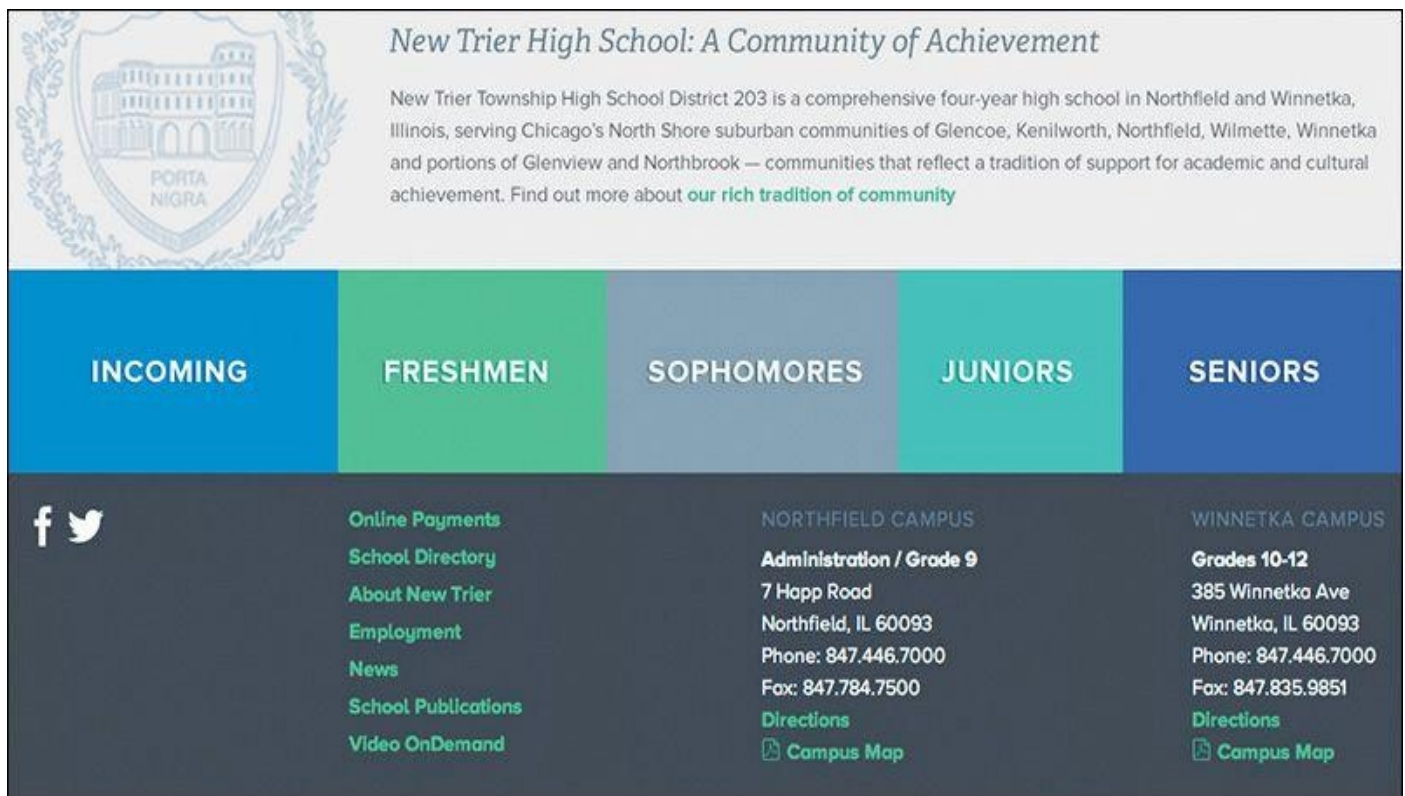 PORTA
NIGRA
New Trier High School: A Community of Achievement
New Trier Township High School District 203 is a comprehensive four-year high school in Northfield and Winnetka,
Illinois, serving Chicago's North Shore suburban communities of Glencoe, Kenilworth, Northfield, Wilmette, Winnetka
and portions of Glenview and Northbrook — communities that reflect a tradition of support for academic and cultural
achievement. Find out more about our rich tradition of community
INCOMING
FRESHMEN
SOPHOMORES
JUNIORS
SENIORS
Online Payments
School Directory
About New Trier
Employment
News
School Publications
Video OnDemand
NORTHFIELD CAMPUS
Administration / Grade 9
7 Happ Road
Northfield, IL 60093
Phone: 847.446.7000
Fax: 847.784.7500
Directions
Campus Map
WINNETKA CAMPUS
Grades 10-12
385 Winnetka Ave
Winnetka, IL 60093
Phone: 847.446.7000
Fax: 847.835.9851
Directions
Campus Map